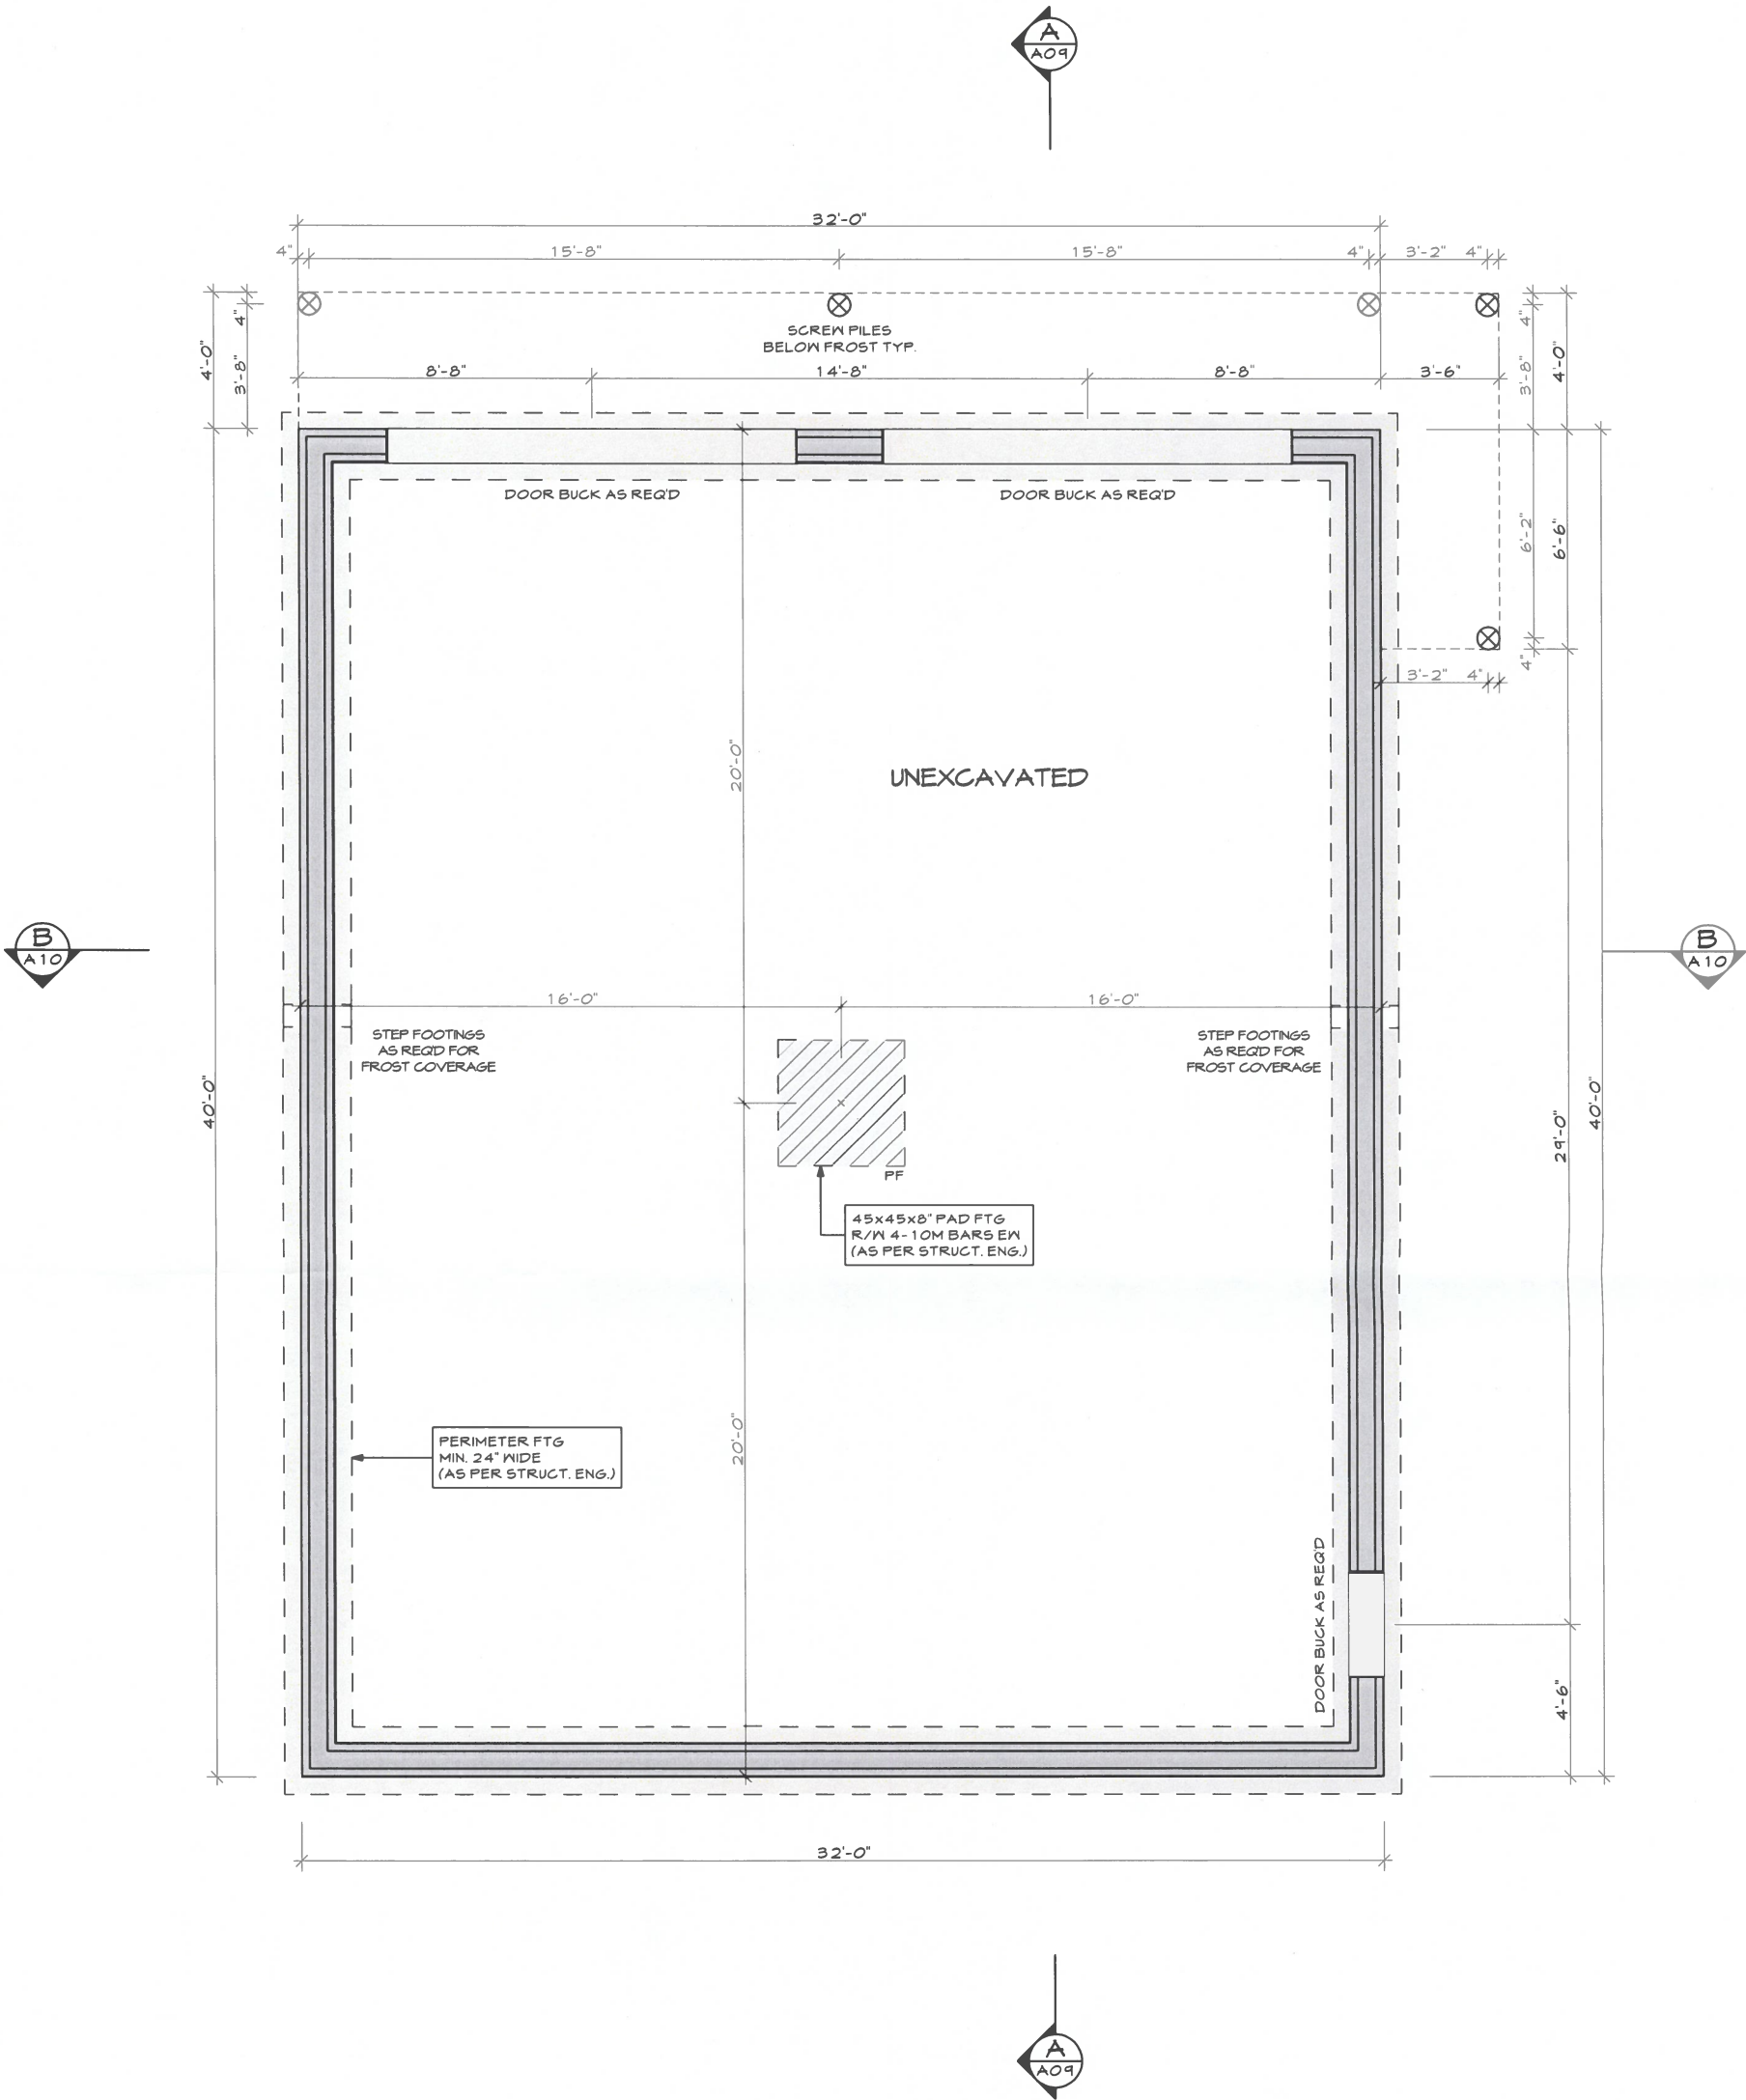 A
A09
32'-0"
4" 15'-8" 15'-8" 4" 3'-2" 4"
4" 4"
SCREW PILES
BELOW FROST TYP.
4'-0" 3'-8" 3'-8" 4'-0"
8'-8" 14'-8" 8'-8" 3'-6"
DOOR BUCK AS REQ'D DOOR BUCK AS REQ'D
6'-2" 6'-6"
4"
3'-2" 4"
20'-0"
UNEXCAVATED
B
A10
B
A10
16'-0" 16'-0"
STEP FOOTINGS
AS REQ'D FOR
FROST COVERAGE
STEP FOOTINGS
AS REQ'D FOR
FROST COVERAGE
40'-0"
29'-0" 40'-0"
PF
45x45x8" PAD FTG
R/W 4-10M BARS EW
(AS PER STRUCT. ENG.)
20'-0"
PERIMETER FTG
MIN. 24" WIDE
(AS PER STRUCT. ENG.)
DOOR BUCK AS REQ'D
4'-6"
32'-0"
A
A09